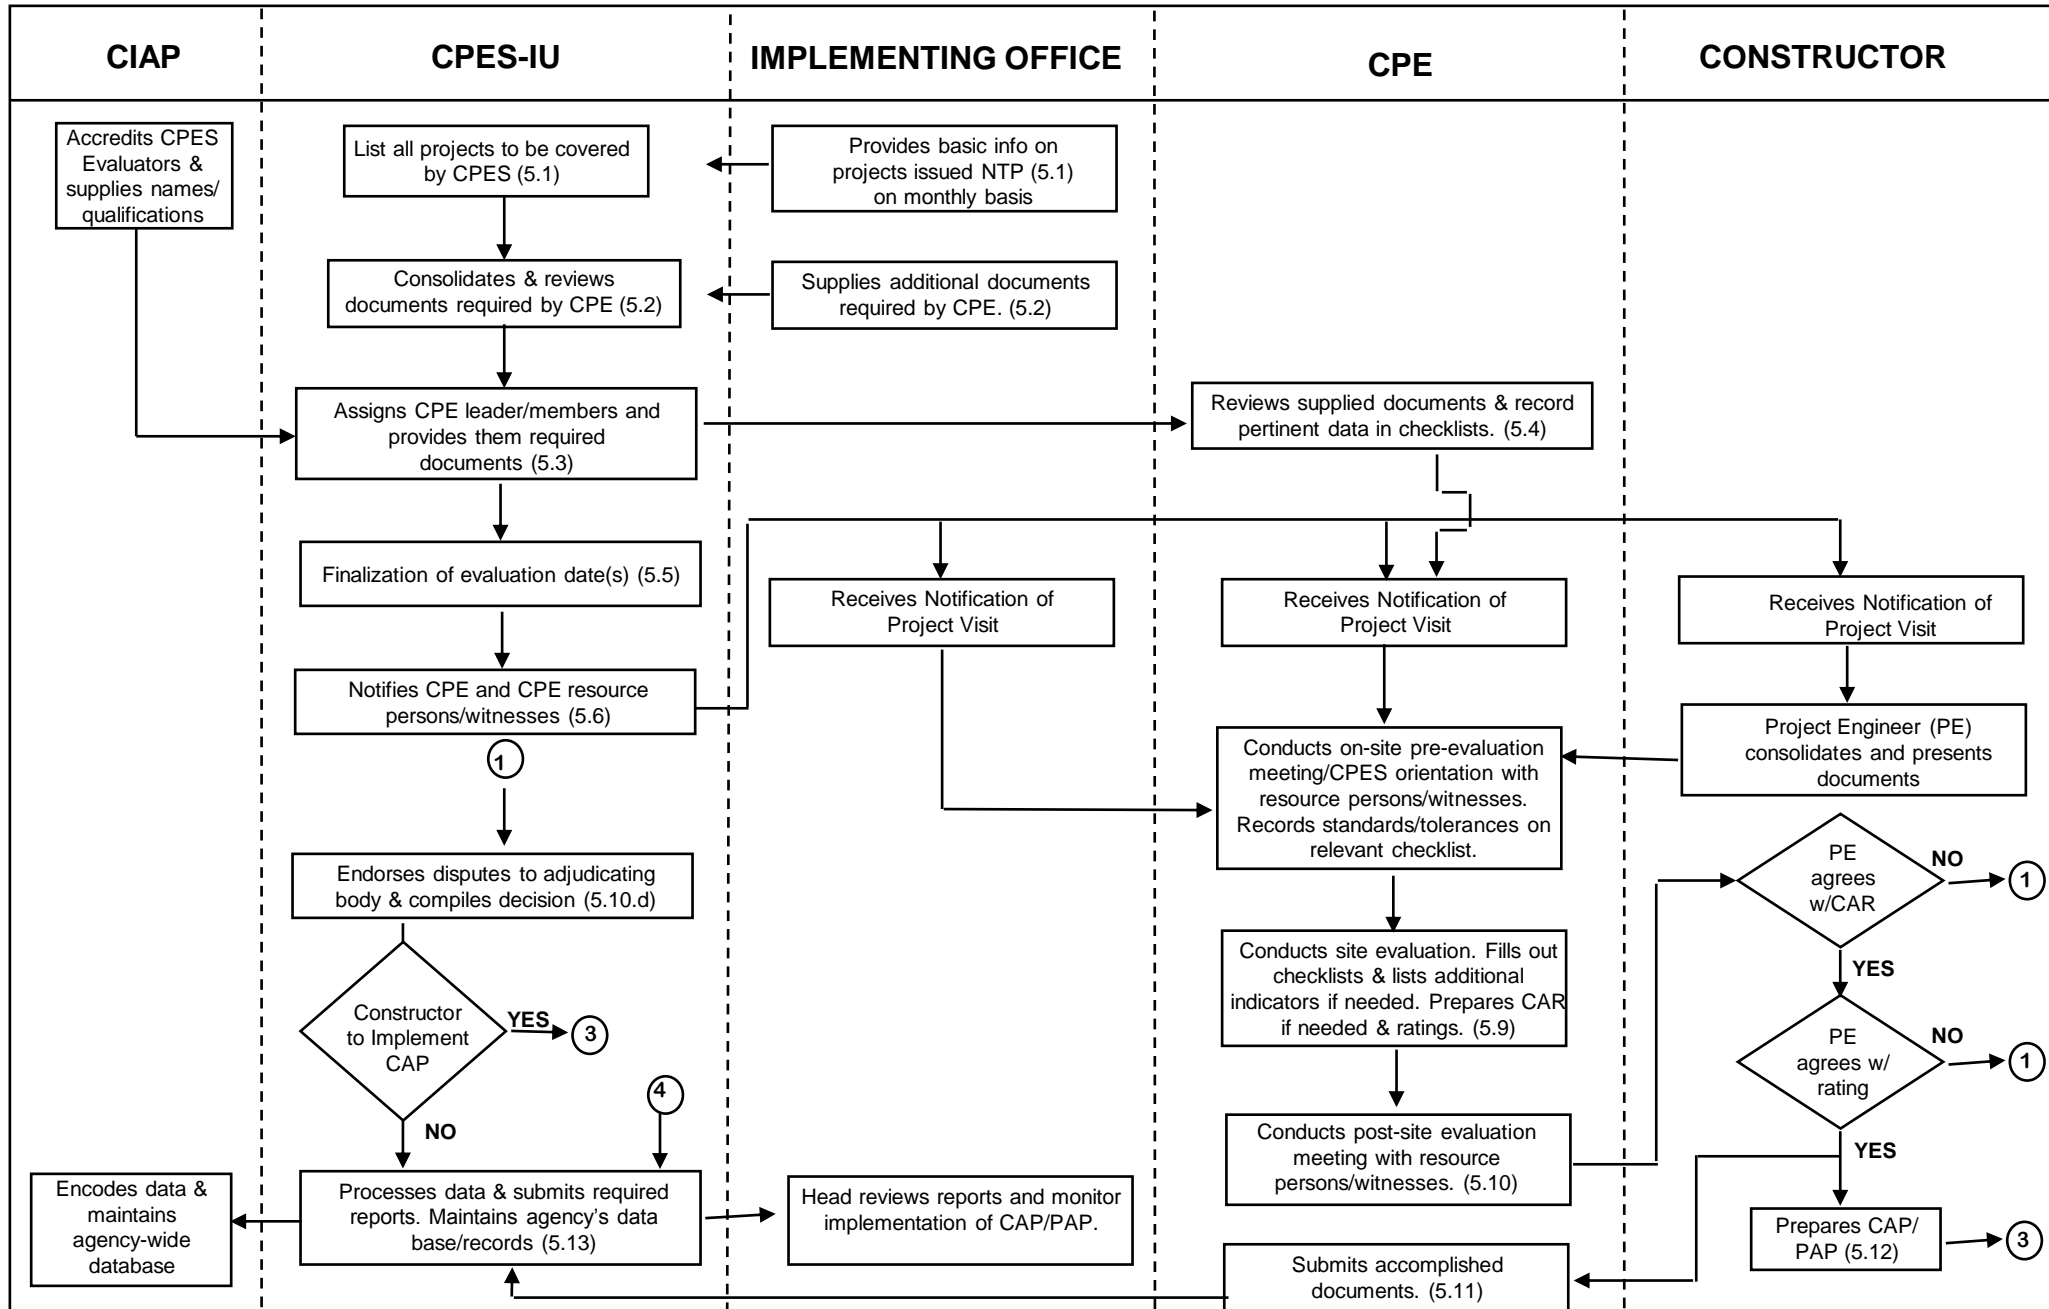 CIAP
CPES-IU
IMPLEMENTING OFFICE
CPE
CONSTRUCTOR
Accredits CPES
Evaluators &
supplies names/
qualifications
List all projects to be covered
by CPES (5.1)
Provides basic info on
projects issued NTP (5.1)
on monthly basis
Consolidates & reviews
documents required by CPE (5.2)
Supplies additional documents
required by CPE. (5.2)
Assigns CPE leader/members and
provides them required
documents (5.3)
Reviews supplied documents & record
pertinent data in checklists. (5.4)
Finalization of evaluation date(s) (5.5)
Receives Notification of
Project Visit
Receives Notification of
Project Visit
Receives Notification of
Project Visit
Notifies CPE and CPE resource
persons/witnesses (5.6)
Project Engineer (PE)
consolidates and presents
documents
1
Conducts on-site pre-evaluation
meeting/CPES orientation with
resource persons/witnesses.
Records standards/tolerances on
relevant checklist.
Endorses disputes to adjudicating
body & compiles decision (5.10.d)
PE
agrees
w/CAR
NO
1
YES
Conducts site evaluation. Fills out
checklists & lists additional
indicators if needed. Prepares CAR
if needed & ratings. (5.9)
Constructor
to Implement
CAP
YES
3
PE
agrees w/
rating
NO
1
4
NO
YES
Conducts post-site evaluation
meeting with resource
persons/witnesses. (5.10)
Encodes data &
maintains
agency-wide
database
Processes data & submits required
reports. Maintains agency's data
base/records (5.13)
Head reviews reports and monitor
implementation of CAP/PAP.
Prepares CAP/
PAP (5.12)
3
Submits accomplished
documents. (5.11)